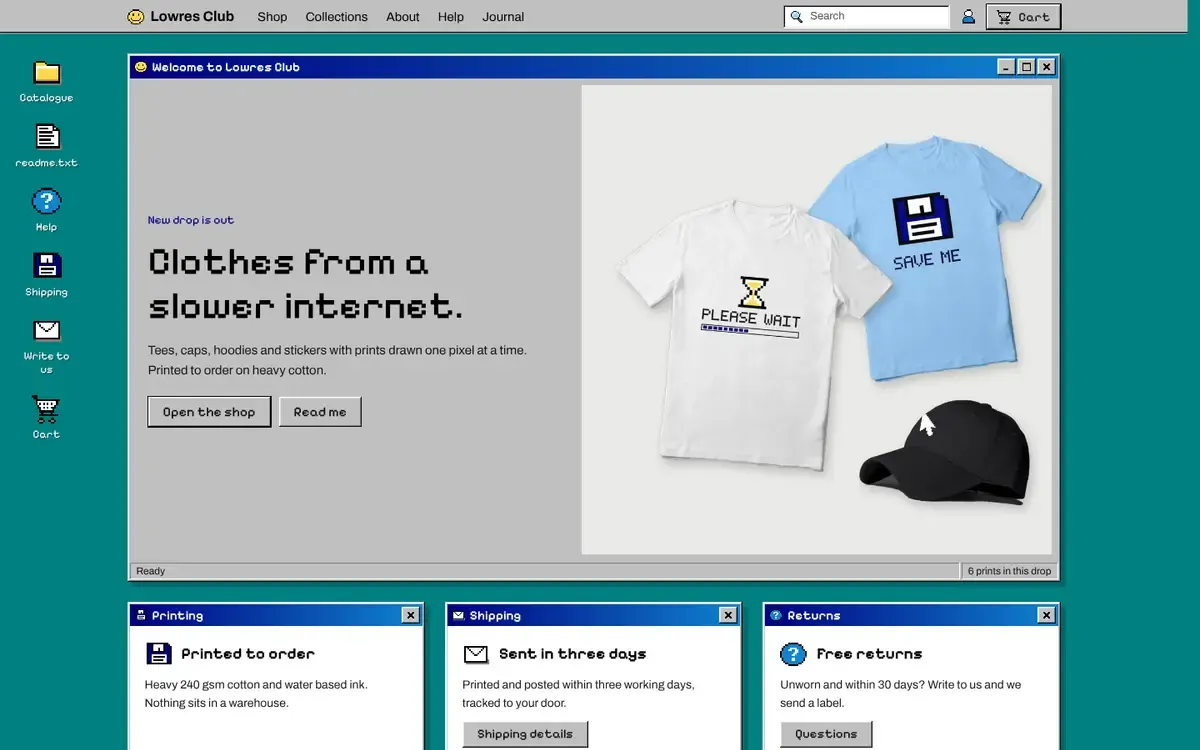 Lowres Club Shop Collections About Help Journal Search Cart
Catalogue
readme.txt
Help
Shipping
Write to
us
Cart
Welcome to Lowres Club
New drop is out
Clothes from a
slower internet.
Tees, caps, hoodies and stickers with prints drawn one pixel at a time.
Printed to order on heavy cotton.
Open the shop Read me
PLEASE WAIT
SAVE ME
Ready 6 prints in this drop
Printing
Printed to order
Heavy 240 gsm cotton and water based ink.
Nothing sits in a warehouse.
Shipping
Sent in three days
Printed and posted within three working days,
tracked to your door.
Shipping details
Returns
Free returns
Unworn and within 30 days? Write to us and we
send a label.
Questions